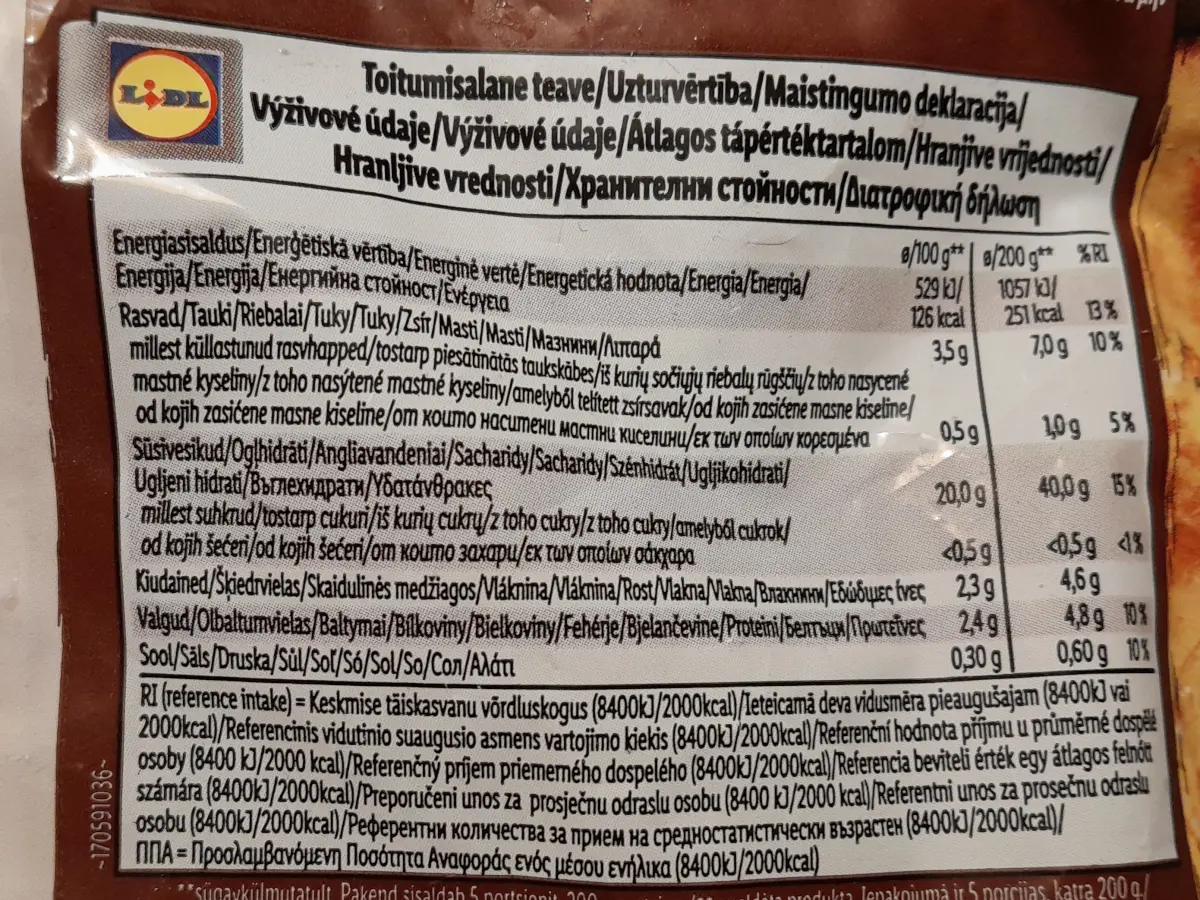 LIDL
Toitumisalane teave/Uzturvērtība/Maistingumo deklaracija/
Výživové údaje/Výživové údaje/Átlagos tápértéktartalom/Hranjive vrijednosti/
Hranljive vrednosti/Хранителни стойности/Διατροφική δήλωση
ø/100 g** ø/200 g** %RI
Energiasisaldus/Enerģētiskā vērtība/Energinė vertė/Energetická hodnota/Energia/Energia/ 529 kJ/ 1057 kJ/
Energija/Energija/Енергийна стойност/Ενέργεια 126 kcal 251 kcal 13%
Rasvad/Tauki/Riebalai/Tuky/Tuky/Zsír/Masti/Masti/Мазнини/Λιπαρά 3,5 g 7,0 g 10%
millest küllastunud rasvhapped/tostarp piesātinātās taukskābes/iš kurių sočiųjų riebalų rūgščių/z toho nasycené
mastné kyseliny/z toho nasýtené mastné kyseliny/amelyből telített zsírsavak/od kojih zasićene masne kiseline/
od kojih zasićene masne kiseline/от които наситени мастни киселини/εκ των οποίων κορεσμένα 0,5 g 1,0 g 5%
Süsivesikud/Ogļhidrāti/Angliavandeniai/Sacharidy/Sacharidy/Szénhidrát/Ugljikohidrati/
Ugljeni hidrati/Въглехидрати/Υδατάνθρακες 20,0 g 40,0 g 15%
millest suhkrud/tostarp cukuri/iš kurių cukrų/z toho cukry/z toho cukry/amelyből cukrok/
od kojih šećeri/od kojih šećeri/от които захари/εκ των οποίων σάκχαρα <0,5 g <0,5 g <1%
Kiudained/Šķiedrvielas/Skaidulinės medžiagos/Vláknina/Vláknina/Rost/Vlakna/Vlakna/Влакнини/Εδώδιμες ίνες 2,3 g 4,6 g
Valgud/Olbaltumvielas/Baltymai/Bílkoviny/Bielkoviny/Fehérje/Bjelančevine/Proteini/Белтъци/Πρωτεΐνες 2,4 g 4,8 g 10%
Sool/Sāls/Druska/Sůl/Soľ/Só/Sol/So/Сол/Αλάτι 0,30 g 0,60 g 10%
RI (reference intake) = Keskmise täiskasvanu võrdluskogus (8400kJ/2000kcal)/Ieteicamā deva vidusmēra pieaugušajam (8400kJ vai
2000kcal)/Referencinis vidutinio suaugusio asmens vartojimo kiekis (8400kJ/2000kcal)/Referenční hodnota příjmu u průměrné dospělé
osoby (8400 kJ/2000 kcal)/Referenčný príjem priemerného dospelého (8400kJ/2000kcal)/Referencia beviteli érték egy átlagos felnőtt
számára (8400kJ/2000kcal)/Preporučeni unos za prosječnu odraslu osobu (8400 kJ/2000 kcal)/Referentni unos za prosečnu odraslu
osobu (8400kJ/2000kcal)/Референтни количества за прием на средностатистически възрастен (8400kJ/2000kcal)/
ΠΠΑ = Προσλαμβανόμενη Ποσότητα Αναφοράς ενός μέσου ενήλικα (8400kJ/2000kcal)
~170591036~
**sügavkülmutatult. Pakend sisaldab 5 portsjonit produkta. Iepakojumā ir 5 porcijas, katra 200 g/